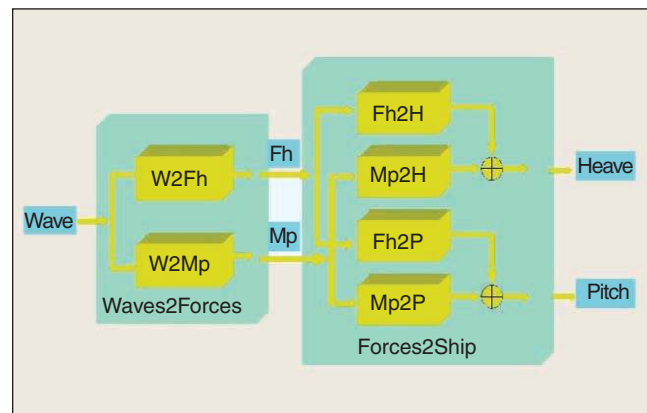 Wave
W2Fh
W2Mp
Waves2Forces
Fh
Mp
Fh2H
Mp2H
Fh2P
Mp2P
Forces2Ship
Heave
Pitch